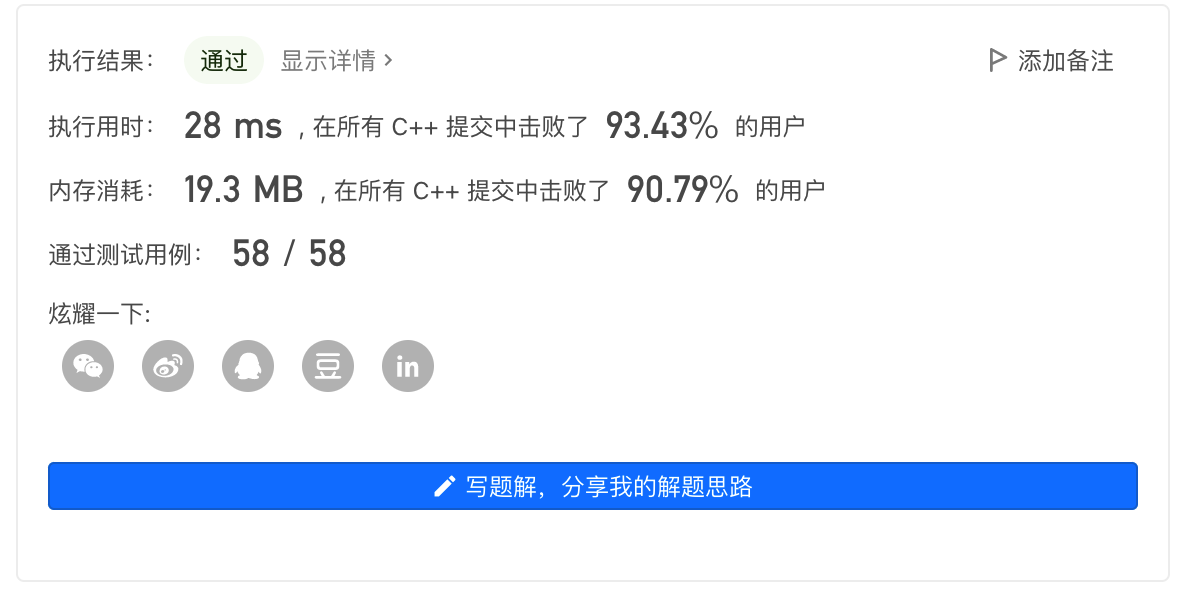 执行结果： 通过 显示详情 › 添加备注
执行用时： 28 ms , 在所有 C++ 提交中击败了 93.43% 的用户
内存消耗： 19.3 MB , 在所有 C++ 提交中击败了 90.79% 的用户
通过测试用例： 58 / 58
炫耀一下:
豆 in
写题解，分享我的解题思路